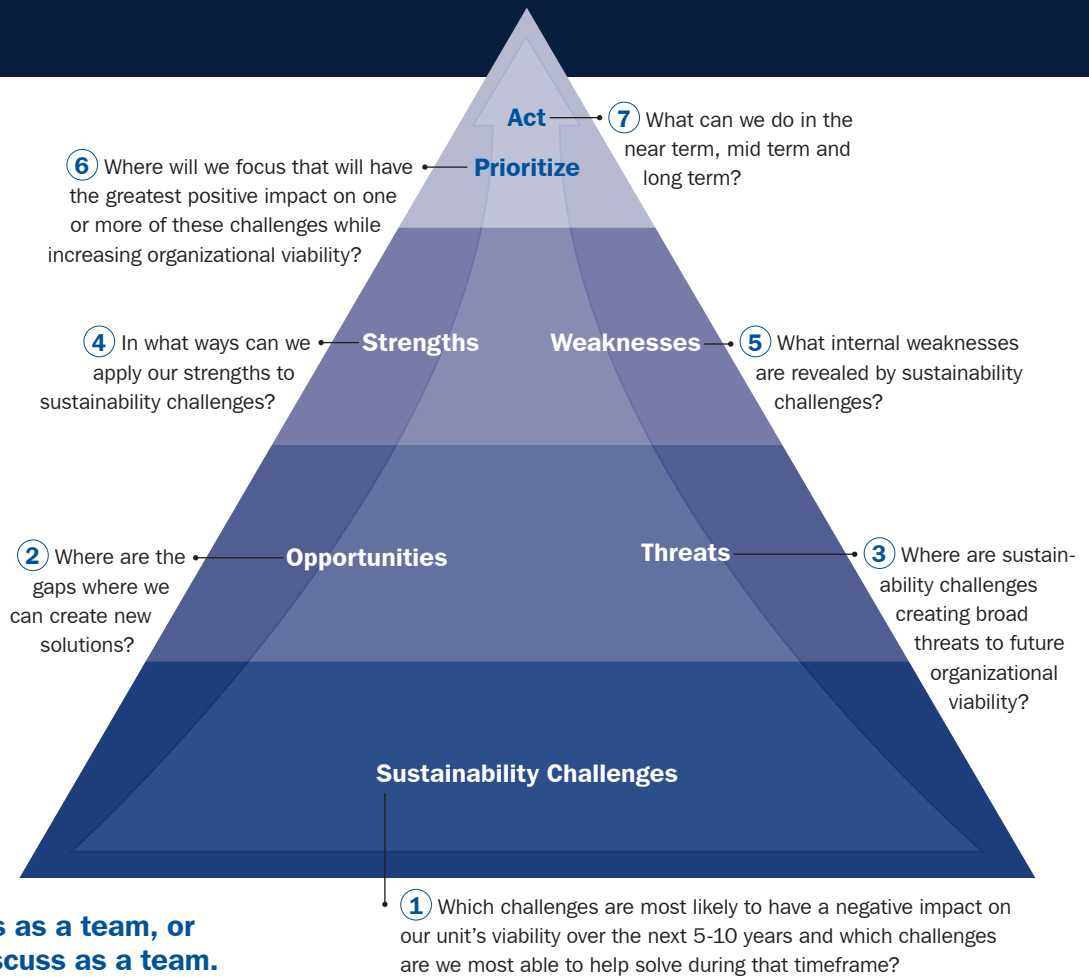 Act
7 What can we do in the
near term, mid term and
long term?
6 Where will we focus that will have
the greatest positive impact on one
or more of these challenges while
increasing organizational viability?
Prioritize
4 In what ways can we
apply our strengths to
sustainability challenges?
Strengths
Weaknesses
5 What internal weaknesses
are revealed by sustainability
challenges?
2 Where are the
gaps where we
can create new
solutions?
Opportunities
Threats
3 Where are sustain-
ability challenges
creating broad
threats to future
organizational
viability?
Sustainability Challenges
1 Which challenges are most likely to have a negative impact on
our unit’s viability over the next 5-10 years and which challenges
are we most able to help solve during that timeframe?
s as a team, or
scuss as a team.